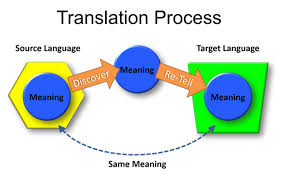 Translation Process
Source Language
Target Language
Meaning
Discover
Re-Tell
Meaning
Meaning
Same Meaning